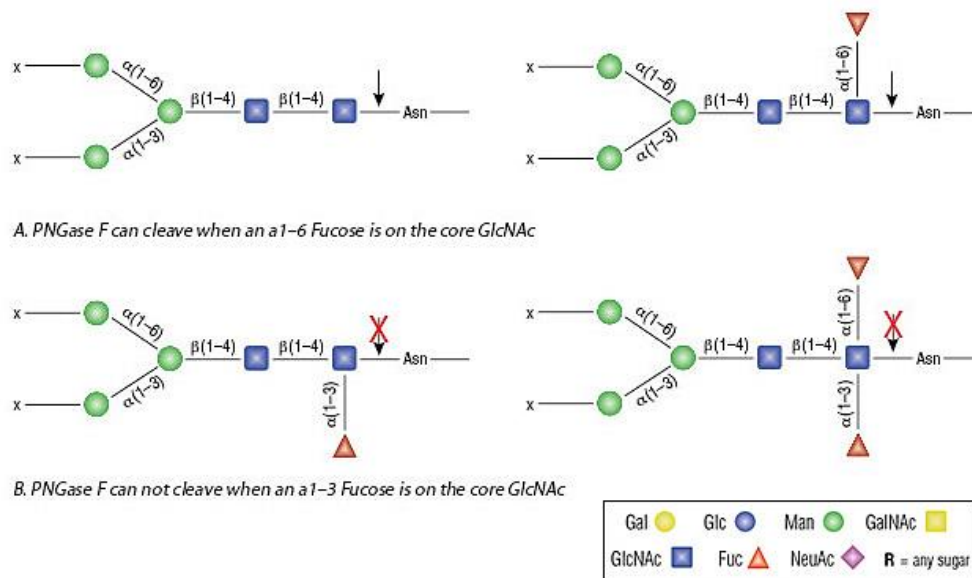 α(1–6)
x
α(1–6)
α(1–6)
x
β(1–4) β(1–4)
β(1–4) β(1–4)
Asn
Asn
x
α(1–3)
x
α(1–3)
A. PNGase F can cleave when an a1–6 Fucose is on the core GlcNAc
x
α(1–6)
x
α(1–6)
α(1–6)
β(1–4) β(1–4)
β(1–4) β(1–4)
Asn
Asn
x
α(1–3)
α(1–3)
x
α(1–3)
α(1–3)
B. PNGase F can not cleave when an a1–3 Fucose is on the core GlcNAc
Gal Glc Man GalNAc
GlcNAc Fuc NeuAc R = any sugar